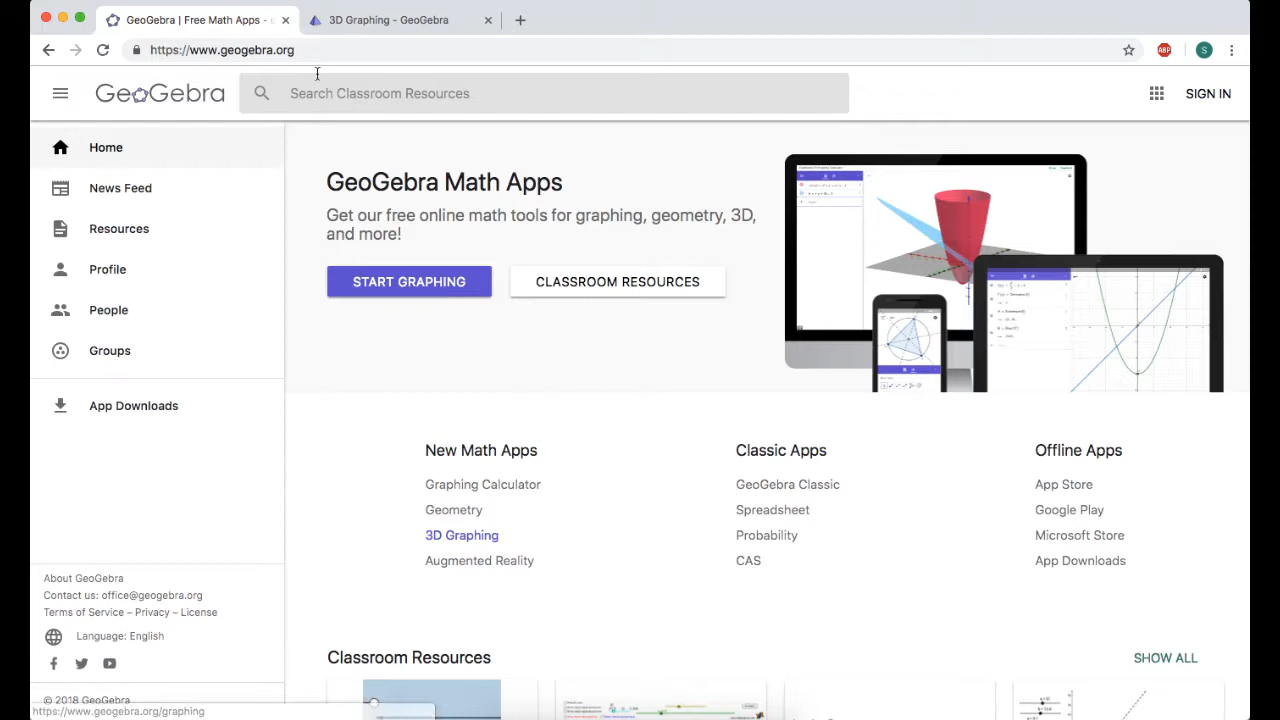 GeoGebra | Free Math Apps -
3D Graphing - GeoGebra
https://www.geogebra.org
ABP
S
GeoGebra
Search Classroom Resources
SIGN IN
Home
News Feed
Resources
Profile
People
Groups
App Downloads
GeoGebra Math Apps
Get our free online math tools for graphing, geometry, 3D,
and more!
START GRAPHING
CLASSROOM RESOURCES
New Math Apps
Graphing Calculator
Geometry
3D Graphing
Augmented Reality
Classic Apps
GeoGebra Classic
Spreadsheet
Probability
CAS
Offline Apps
App Store
Google Play
Microsoft Store
App Downloads
About GeoGebra
Contact us: office@geogebra.org
Terms of Service – Privacy – License
Language: English
© 2018 GeoGebra
https://www.geogebra.org/graphing
Classroom Resources
SHOW ALL